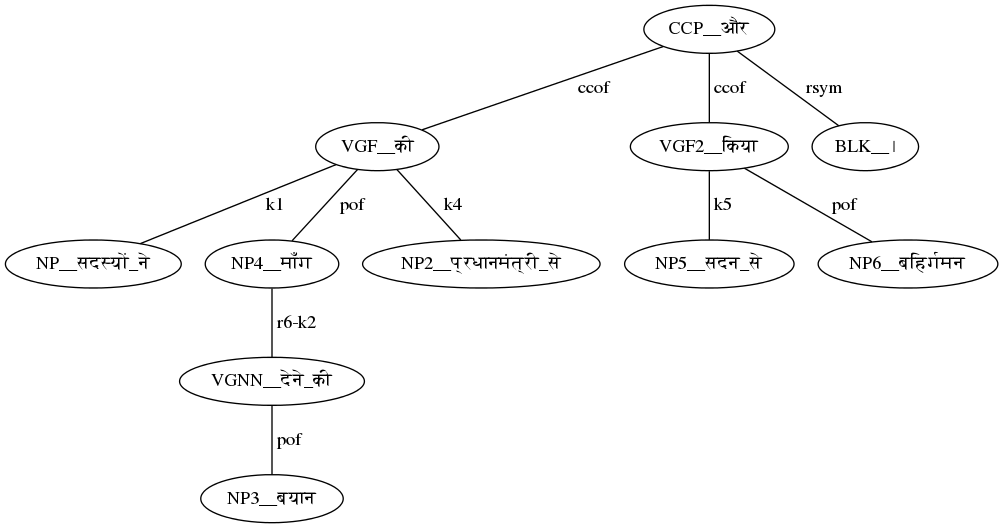 CCP__और
ccof ccof rsym
VGF__की VGF2__किया BLK__।
k1 pof k4 k5 pof
NP__सदस्यों_ने NP4__माँग NP2__प्रधानमंत्री_से NP5__सदन_से NP6__बहिर्गमन
r6-k2
VGNN__देने_की
pof
NP3__बयान